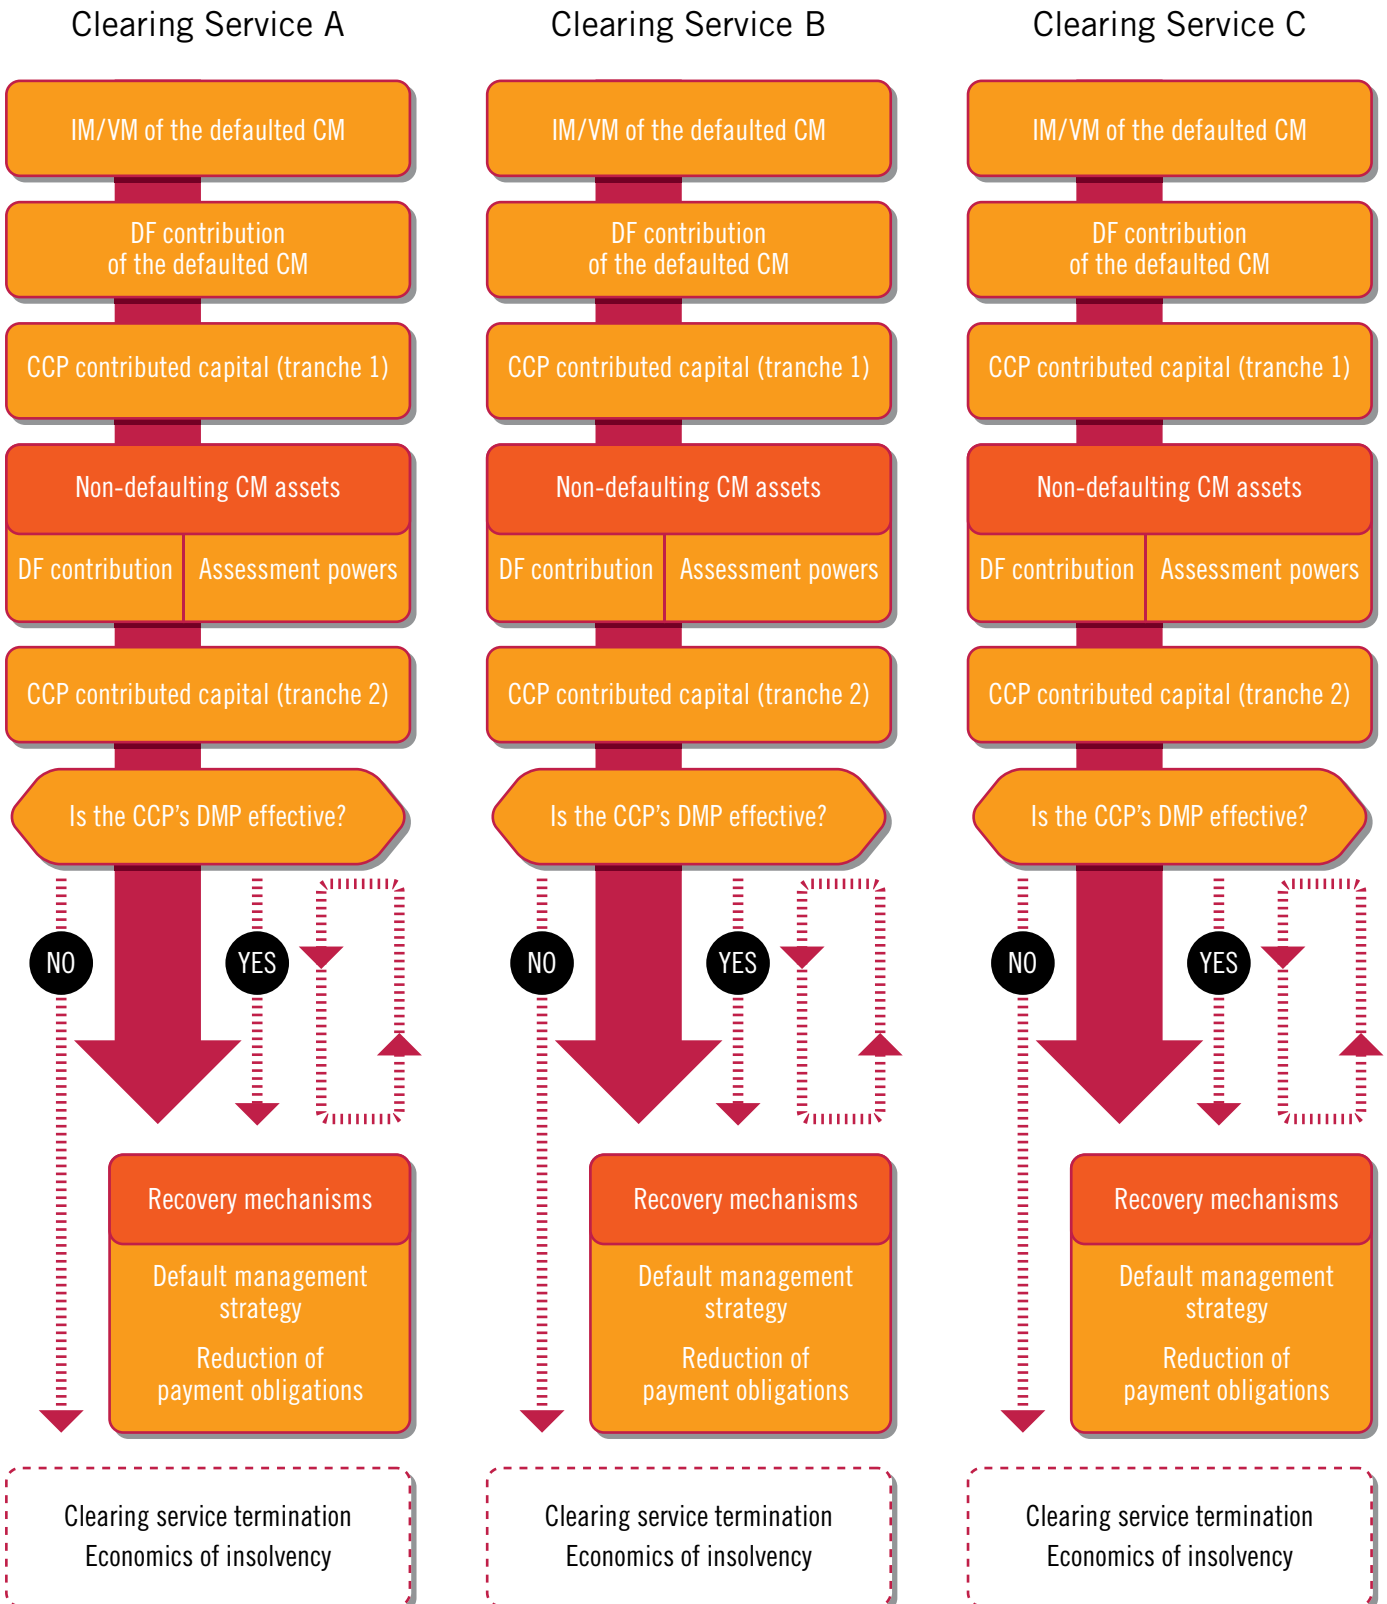 Clearing Service A
IM/VM of the defaulted CM
DF contribution
of the defaulted CM
CCP contributed capital (tranche 1)
Non-defaulting CM assets
DF contribution
Assessment powers
CCP contributed capital (tranche 2)
Is the CCP's DMP effective?
NO
YES
Recovery mechanisms
Default management
strategy
Reduction of
payment obligations
Clearing service termination
Economics of insolvency
Clearing Service B
IM/VM of the defaulted CM
DF contribution
of the defaulted CM
CCP contributed capital (tranche 1)
Non-defaulting CM assets
DF contribution
Assessment powers
CCP contributed capital (tranche 2)
Is the CCP's DMP effective?
NO
YES
Recovery mechanisms
Default management
strategy
Reduction of
payment obligations
Clearing service termination
Economics of insolvency
Clearing Service C
IM/VM of the defaulted CM
DF contribution
of the defaulted CM
CCP contributed capital (tranche 1)
Non-defaulting CM assets
DF contribution
Assessment powers
CCP contributed capital (tranche 2)
Is the CCP's DMP effective?
NO
YES
Recovery mechanisms
Default management
strategy
Reduction of
payment obligations
Clearing service termination
Economics of insolvency